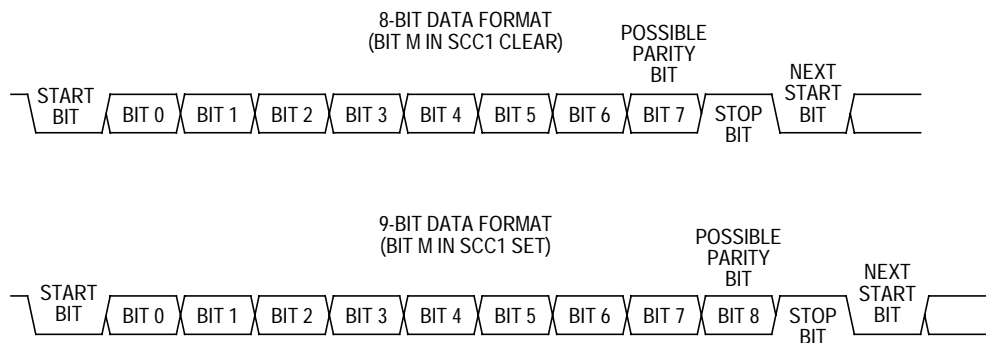 8-BIT DATA FORMAT
(BIT M IN SCC1 CLEAR)
POSSIBLE
PARITY
BIT
START
BIT
BIT 0
BIT 1
BIT 2
BIT 3
BIT 4
BIT 5
BIT 6
BIT 7
STOP
BIT
NEXT
START
BIT
9-BIT DATA FORMAT
(BIT M IN SCC1 SET)
POSSIBLE
PARITY
BIT
START
BIT
BIT 0
BIT 1
BIT 2
BIT 3
BIT 4
BIT 5
BIT 6
BIT 7
BIT 8
STOP
BIT
NEXT
START
BIT